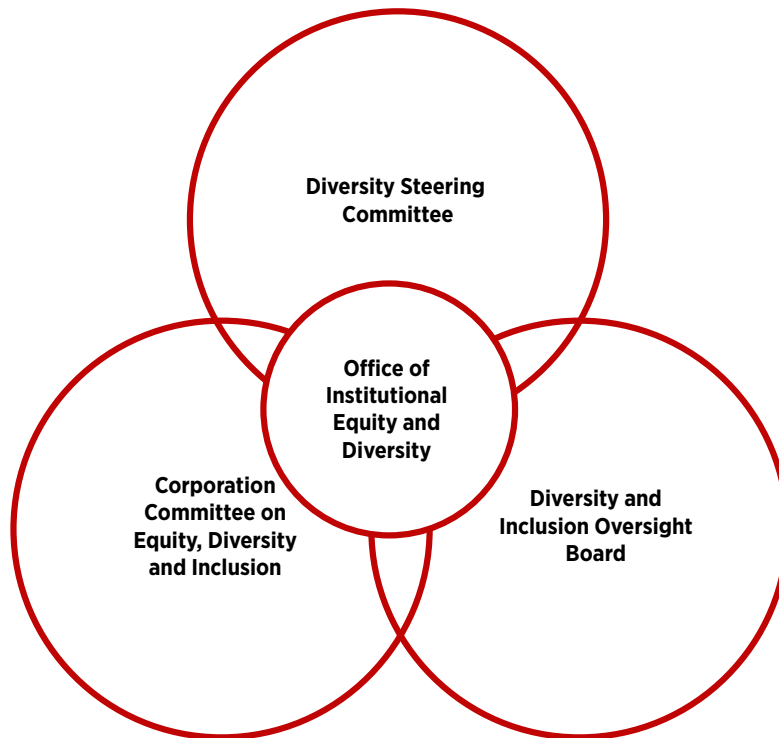 Diversity Steering
Committee
Office of
Institutional
Equity and
Diversity
Corporation
Committee on
Equity, Diversity
and Inclusion
Diversity and
Inclusion Oversight
Board